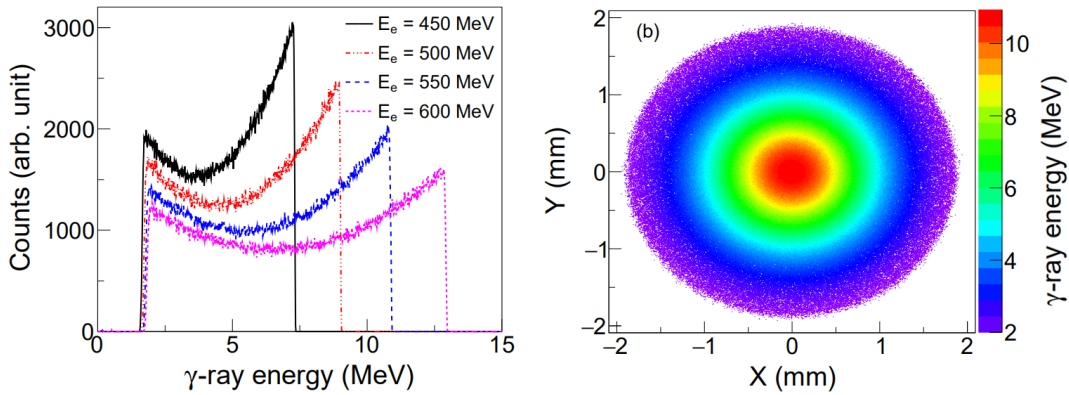 3000
2000
1000
0
Counts (arb. unit)
E_e = 450 MeV
E_e = 500 MeV
E_e = 550 MeV
E_e = 600 MeV
0 5 10 15
γ-ray energy (MeV)
(b)
2
1
0
−1
−2
Y (mm)
−2 −1 0 1 2
X (mm)
10
8
6
4
2
γ-ray energy (MeV)